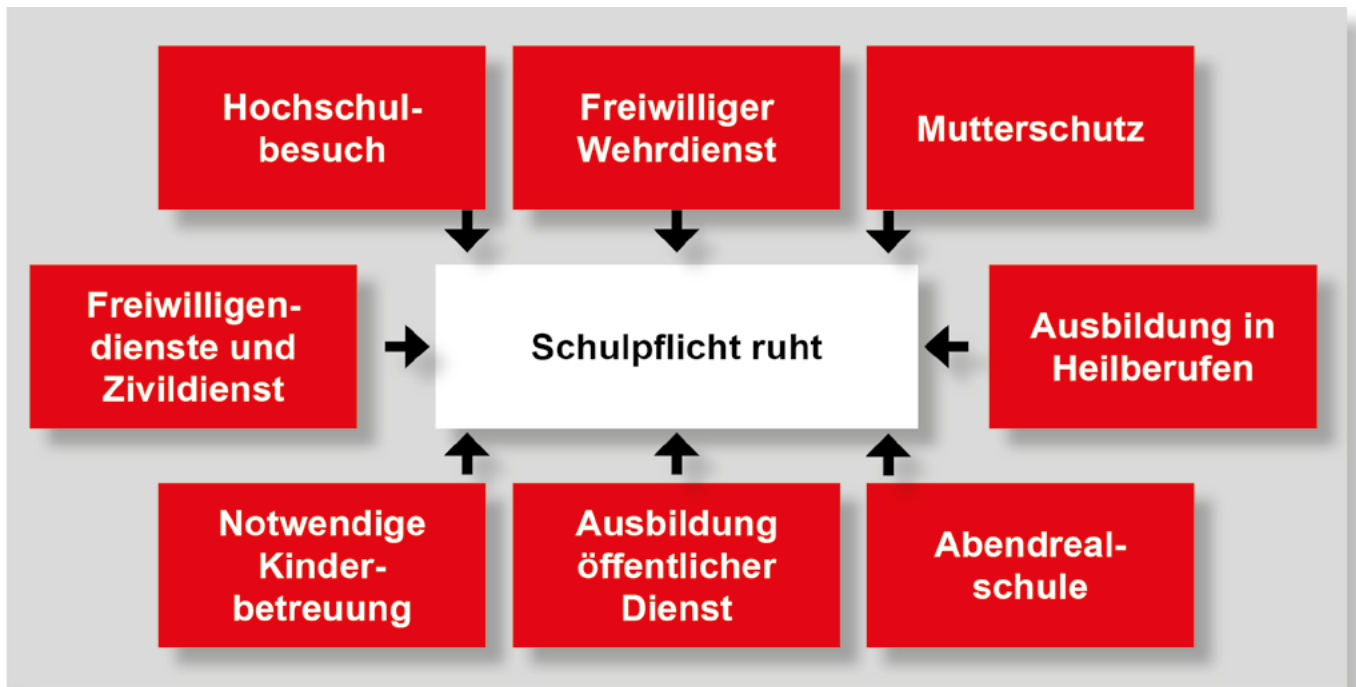 Hochschul-
besuch
Freiwilliger
Wehrdienst
Mutterschutz
Freiwilligen-
dienste und
Zivildienst
Schulpflicht ruht
Ausbildung in
Heilberufen
Notwendige
Kinder-
betreuung
Ausbildung
öffentlicher
Dienst
Abendreal-
schule